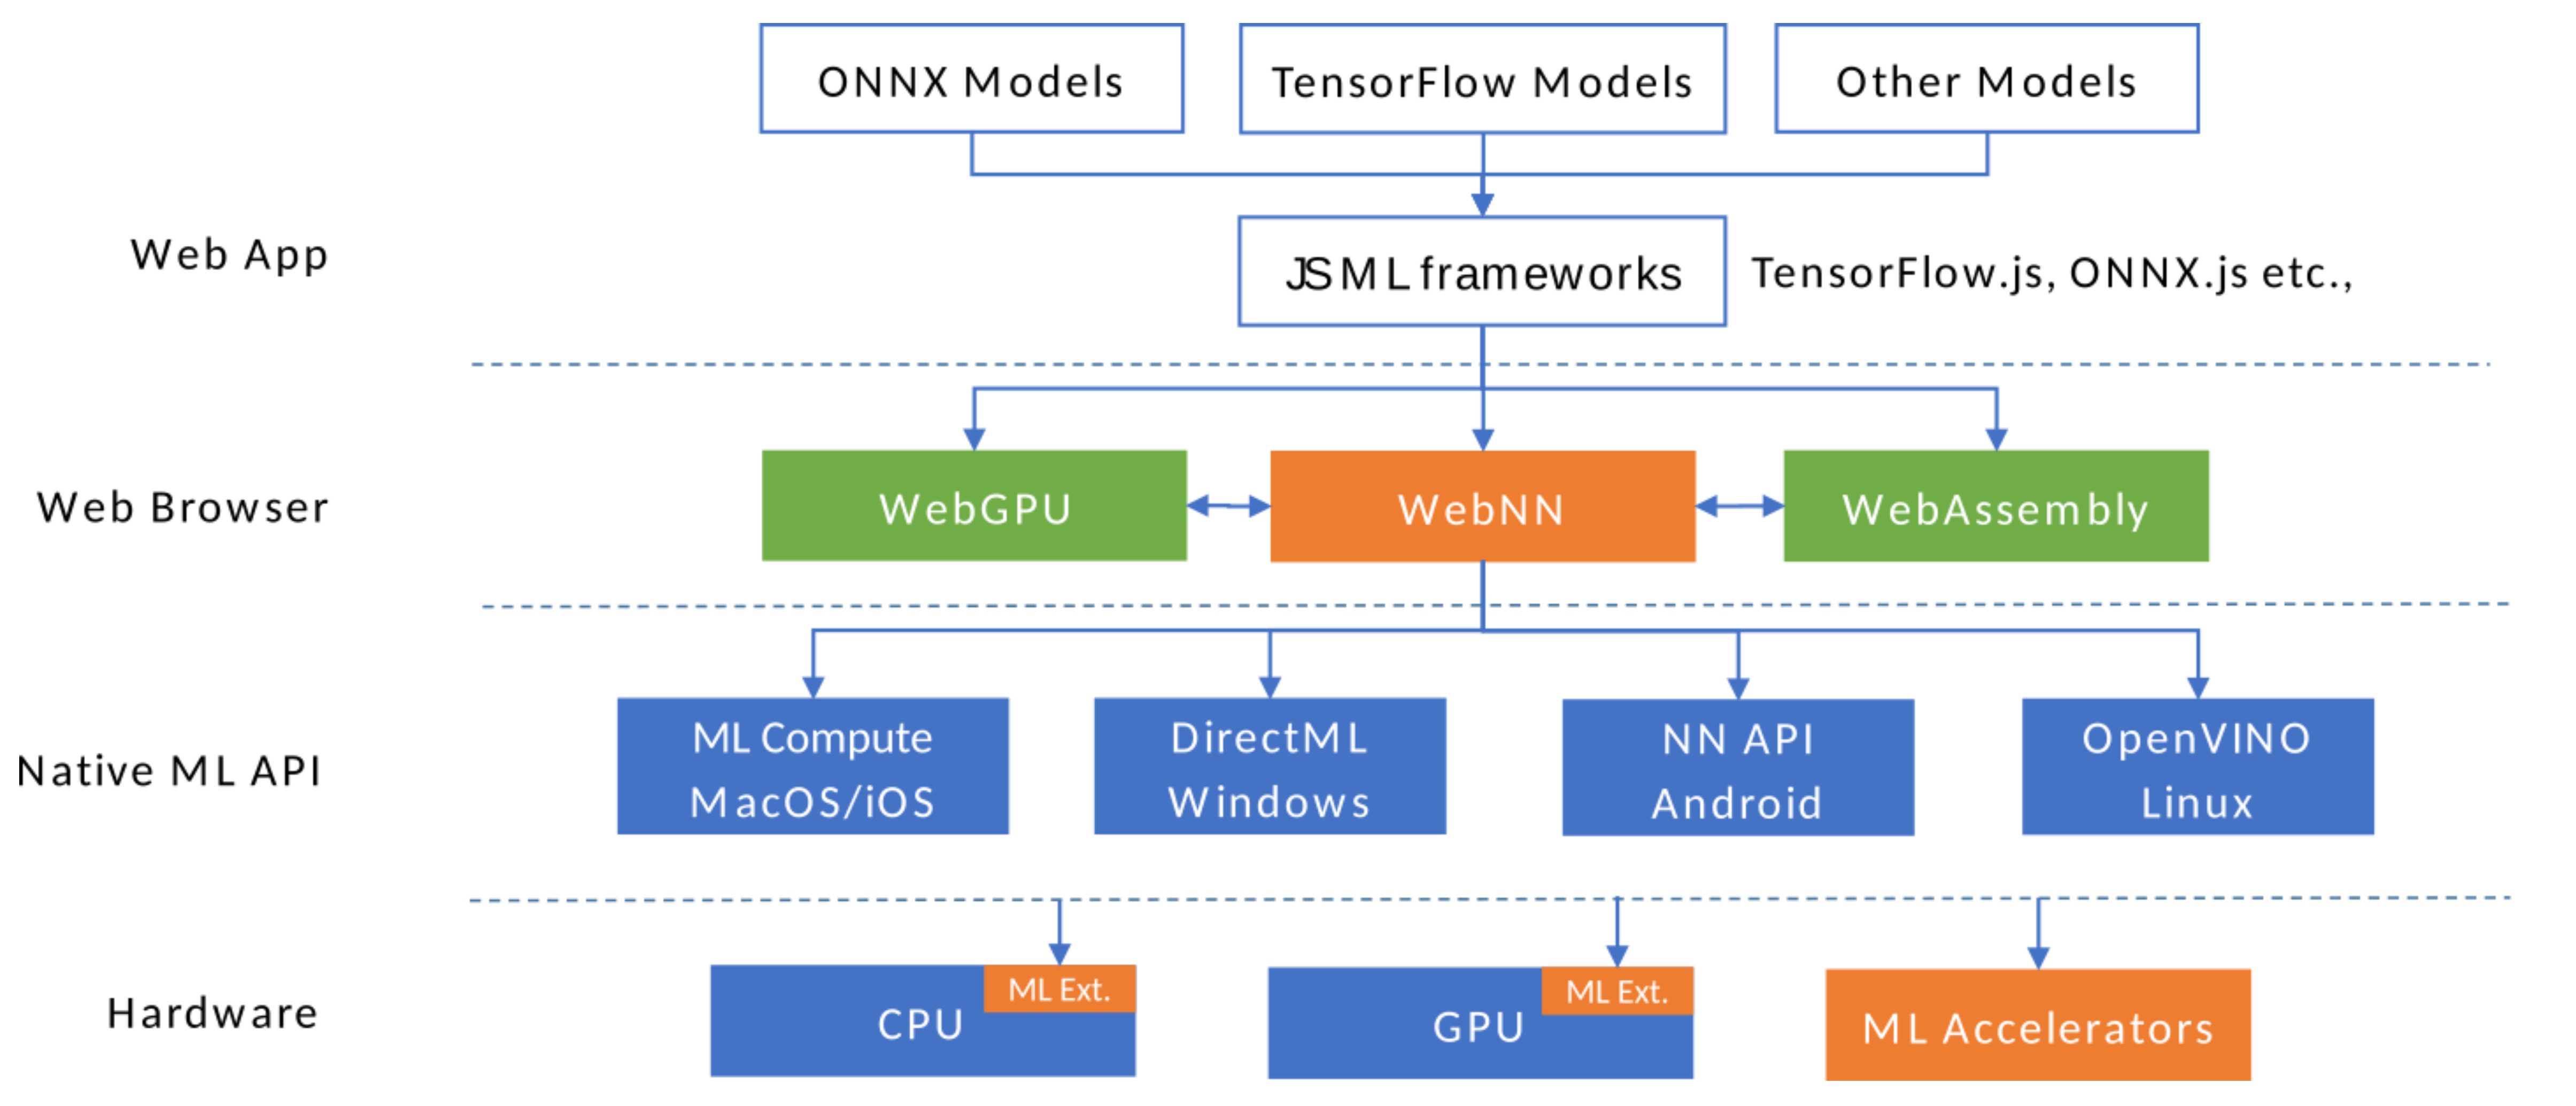 ONNX Models
TensorFlow Models
Other Models
Web App
JS ML frameworks
TensorFlow.js, ONNX.js etc.,
Web Browser
WebGPU
WebNN
WebAssembly
Native ML API
ML Compute
MacOS/iOS
DirectML
Windows
NN API
Android
OpenVINO
Linux
Hardware
CPU
ML Ext.
GPU
ML Ext.
ML Accelerators